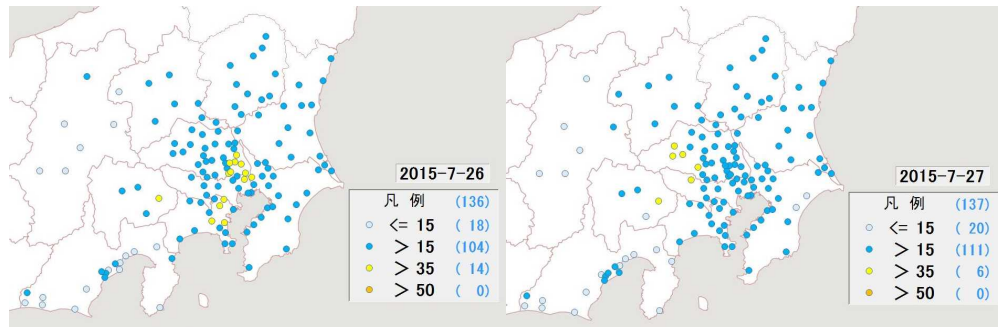 2015-7-26
凡 例 (136)
<= 15 ( 18)
> 15 (104)
> 35 ( 14)
> 50 ( 0)
2015-7-27
凡 例 (137)
<= 15 ( 20)
> 15 (111)
> 35 ( 6)
> 50 ( 0)